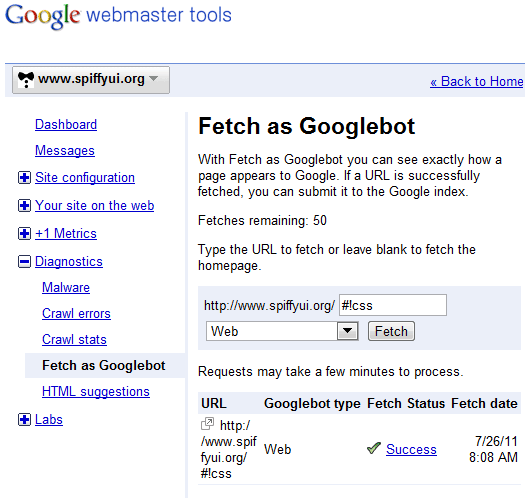 Google webmaster tools
www.spiffyui.org
« Back to Home
Dashboard
Messages
Site configuration
Your site on the web
+1 Metrics
Diagnostics
Malware
Crawl errors
Crawl stats
Fetch as Googlebot
HTML suggestions
Labs
Fetch as Googlebot
With Fetch as Googlebot you can see exactly how a
page appears to Google. If a URL is successfully
fetched, you can submit it to the Google index.
Fetches remaining: 50
Type the URL to fetch or leave blank to fetch the
homepage.
http://www.spiffyui.org/ #!css
Web Fetch
Requests may take a few minutes to process.
URL Googlebot type Fetch Status Fetch date
http:/
/www.spif
fyui.org/
#!css
Web
Success
7/26/11
8:08 AM